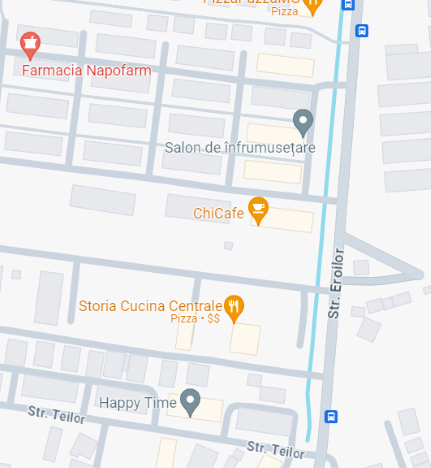 PizzaPazzaMG
Pizza
Farmacia Napofarm
Salon de înfrumusețare
ChiCafe
Str. Eroilor
Storia Cucina Centrale
Pizza • $$
Happy Time
Str. Teilor
Str. Teilor